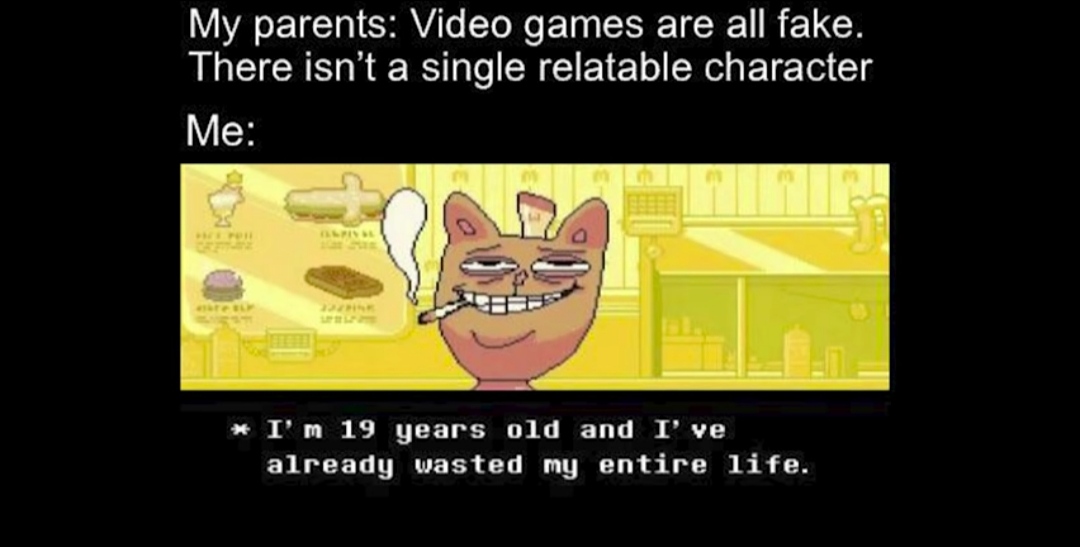 My parents: Video games are all fake.
There isn't a single relatable character
Me:
* I'm 19 years old and I've
already wasted my entire life.